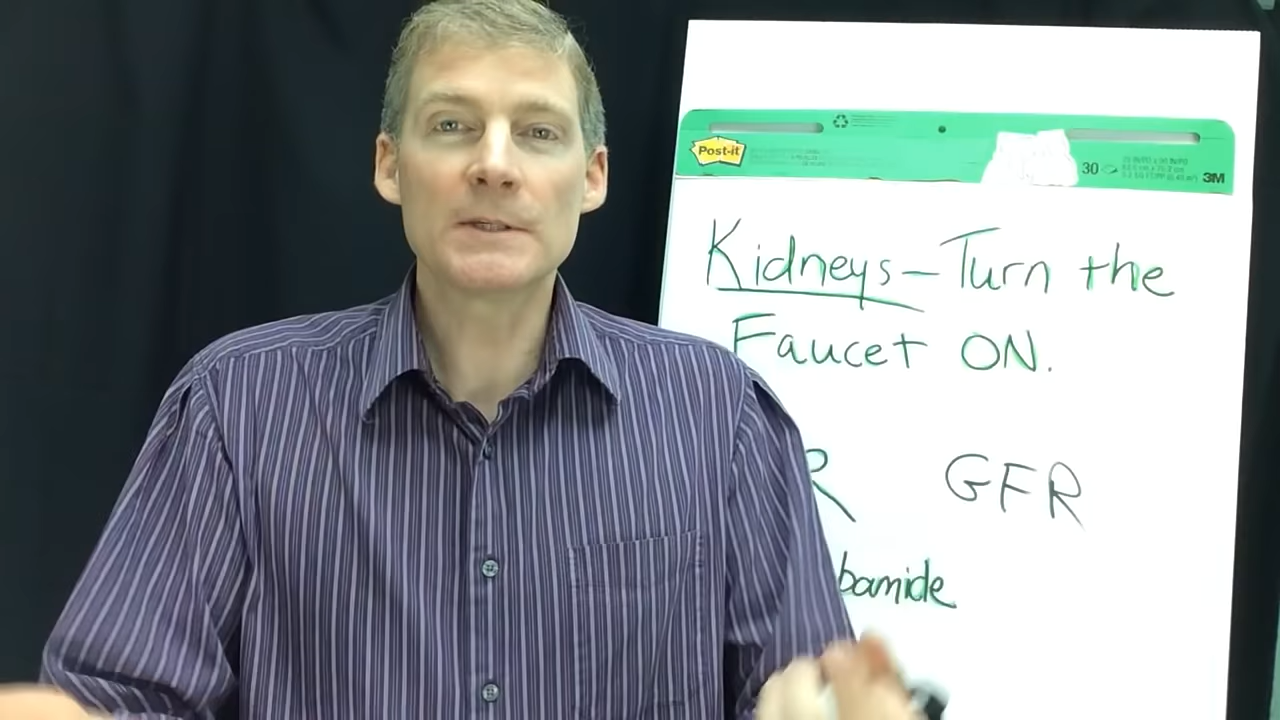 Post-it
30
3M
Kidneys – Turn the
Faucet ON.
R GFR
bamide